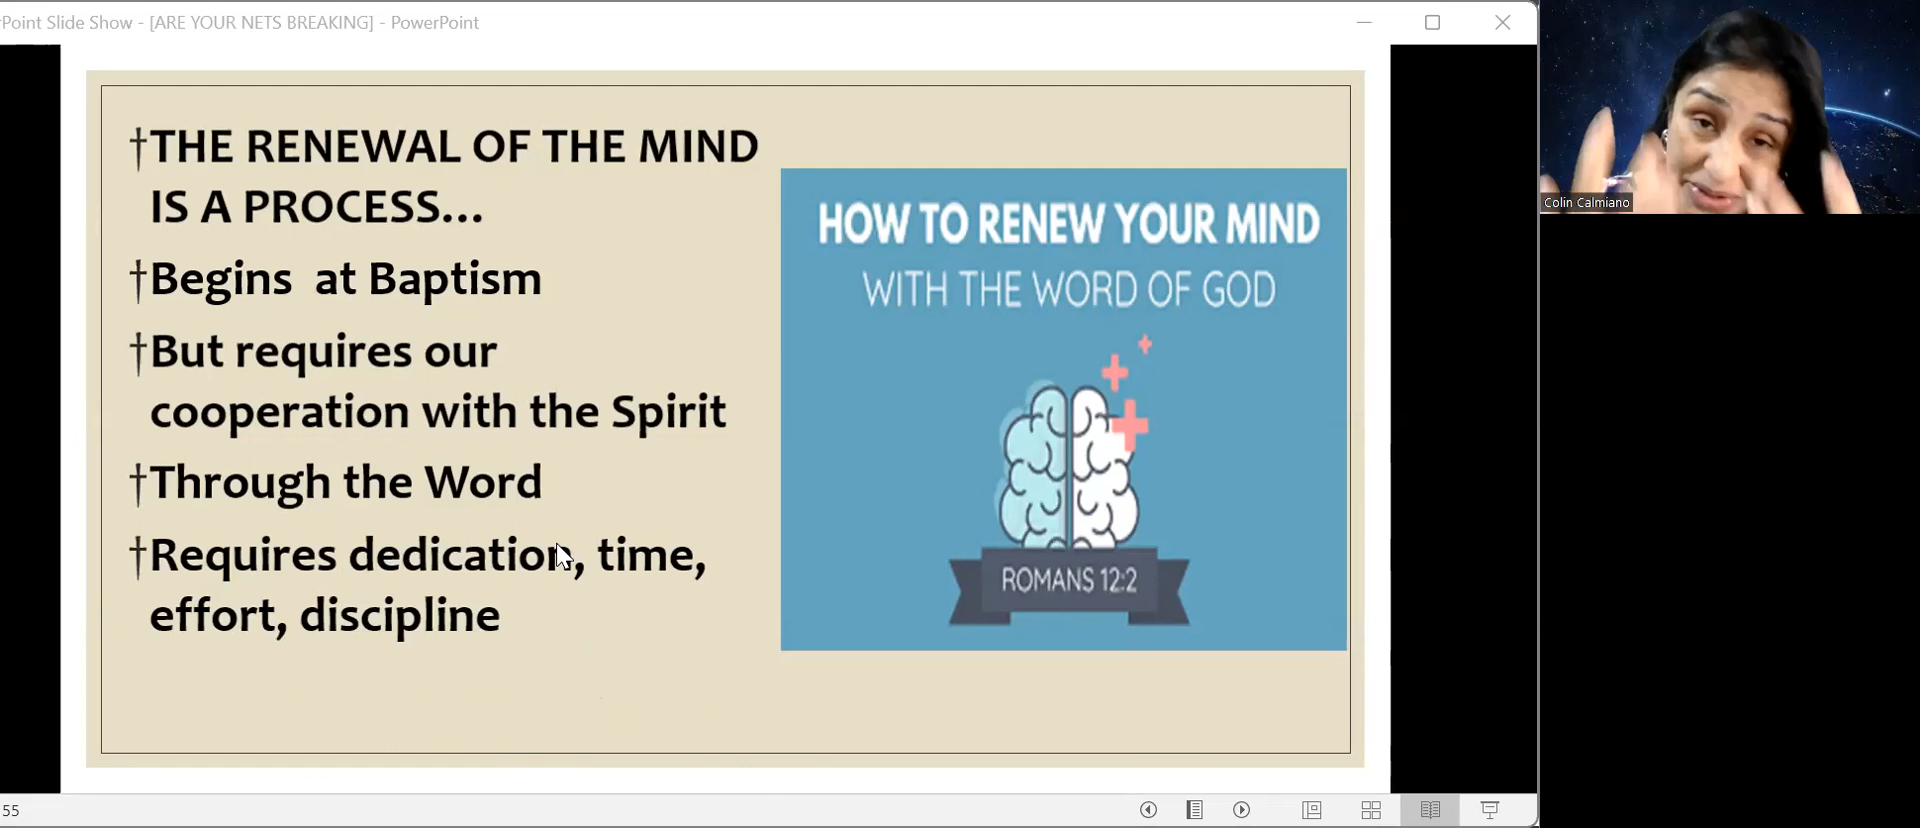 Point Slide Show - [ARE YOUR NETS BREAKING] - PowerPoint
†THE RENEWAL OF THE MIND
IS A PROCESS...
†Begins at Baptism
†But requires our
cooperation with the Spirit
†Through the Word
†Requires dedication, time,
effort, discipline
HOW TO RENEW YOUR MIND
WITH THE WORD OF GOD
ROMANS 12:2
Colin Calmiano
55